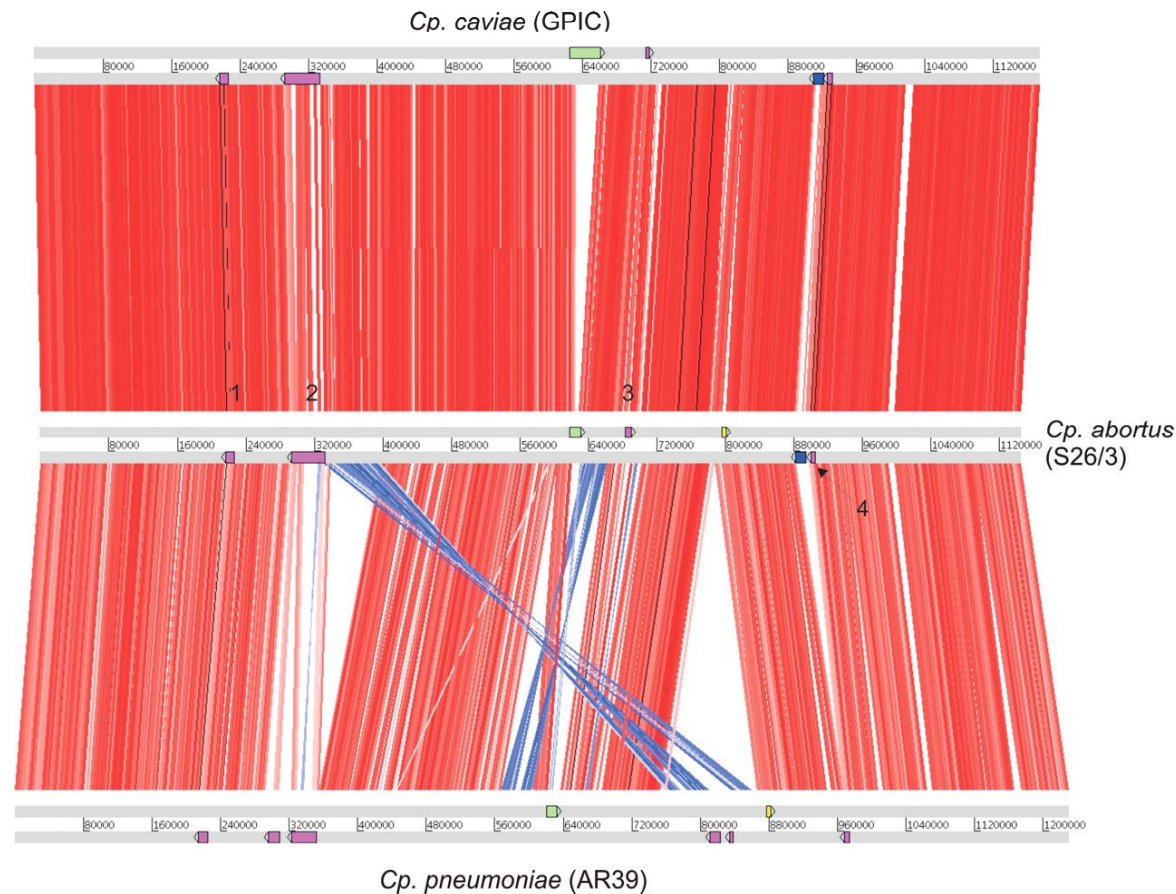 Cp. caviae (GPIC)
80000 160000 240000 320000 400000 480000 560000 640000 720000 800000 880000 960000 1040000 1120000
1 2 3
80000 160000 240000 320000 400000 480000 560000 640000 720000 800000 880000 960000 1040000 1120000
Cp. abortus
(S26/3)
4
80000 160000 240000 320000 400000 480000 560000 640000 720000 800000 880000 960000 1040000 1120000 1200000
Cp. pneumoniae (AR39)